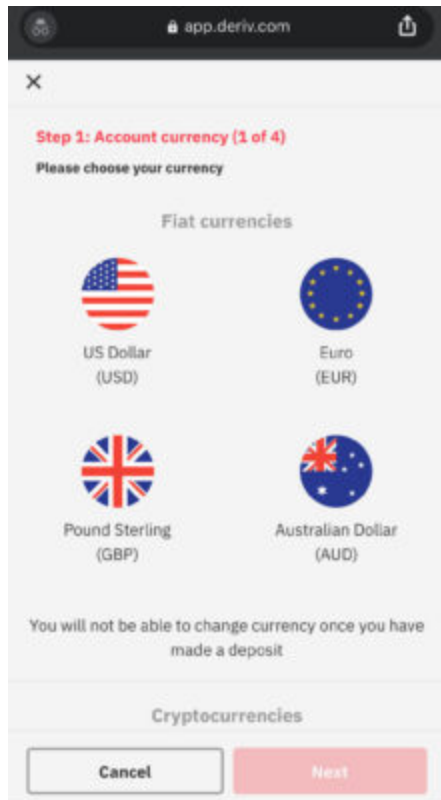 app.deriv.com
Step 1: Account currency (1 of 4)
Please choose your currency
Fiat currencies
US Dollar
(USD)
Euro
(EUR)
Pound Sterling
(GBP)
Australian Dollar
(AUD)
You will not be able to change currency once you have
made a deposit
Cryptocurrencies
Cancel
Next